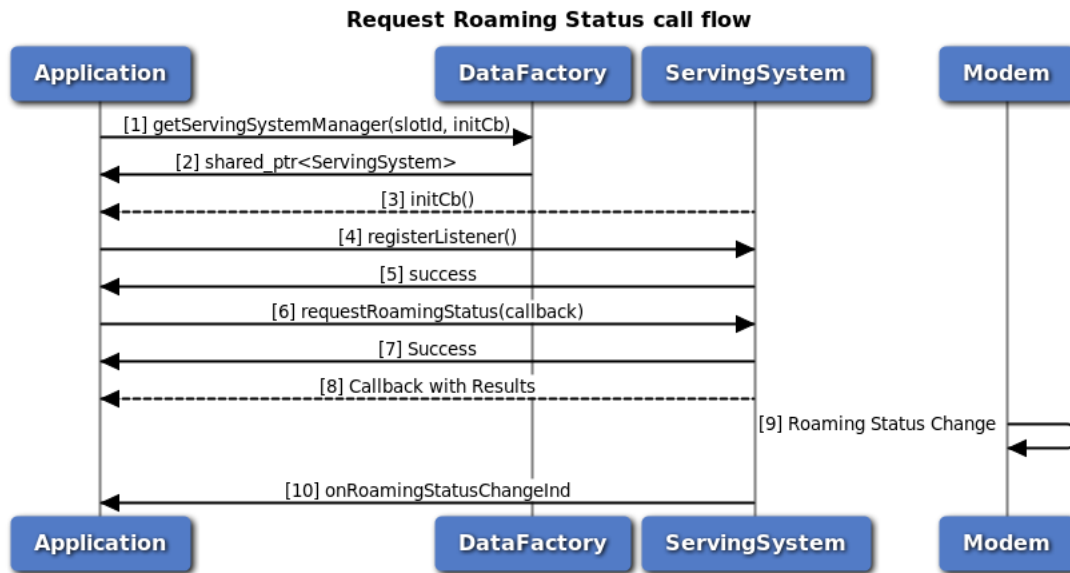 Request Roaming Status call flow
Application DataFactory ServingSystem Modem
[1] getServingSystemManager(slotId, initCb)
[2] shared_ptr<ServingSystem>
[3] initCb()
[4] registerListener()
[5] success
[6] requestRoamingStatus(callback)
[7] Success
[8] Callback with Results
[9] Roaming Status Change
[10] onRoamingStatusChangeInd
Application DataFactory ServingSystem Modem